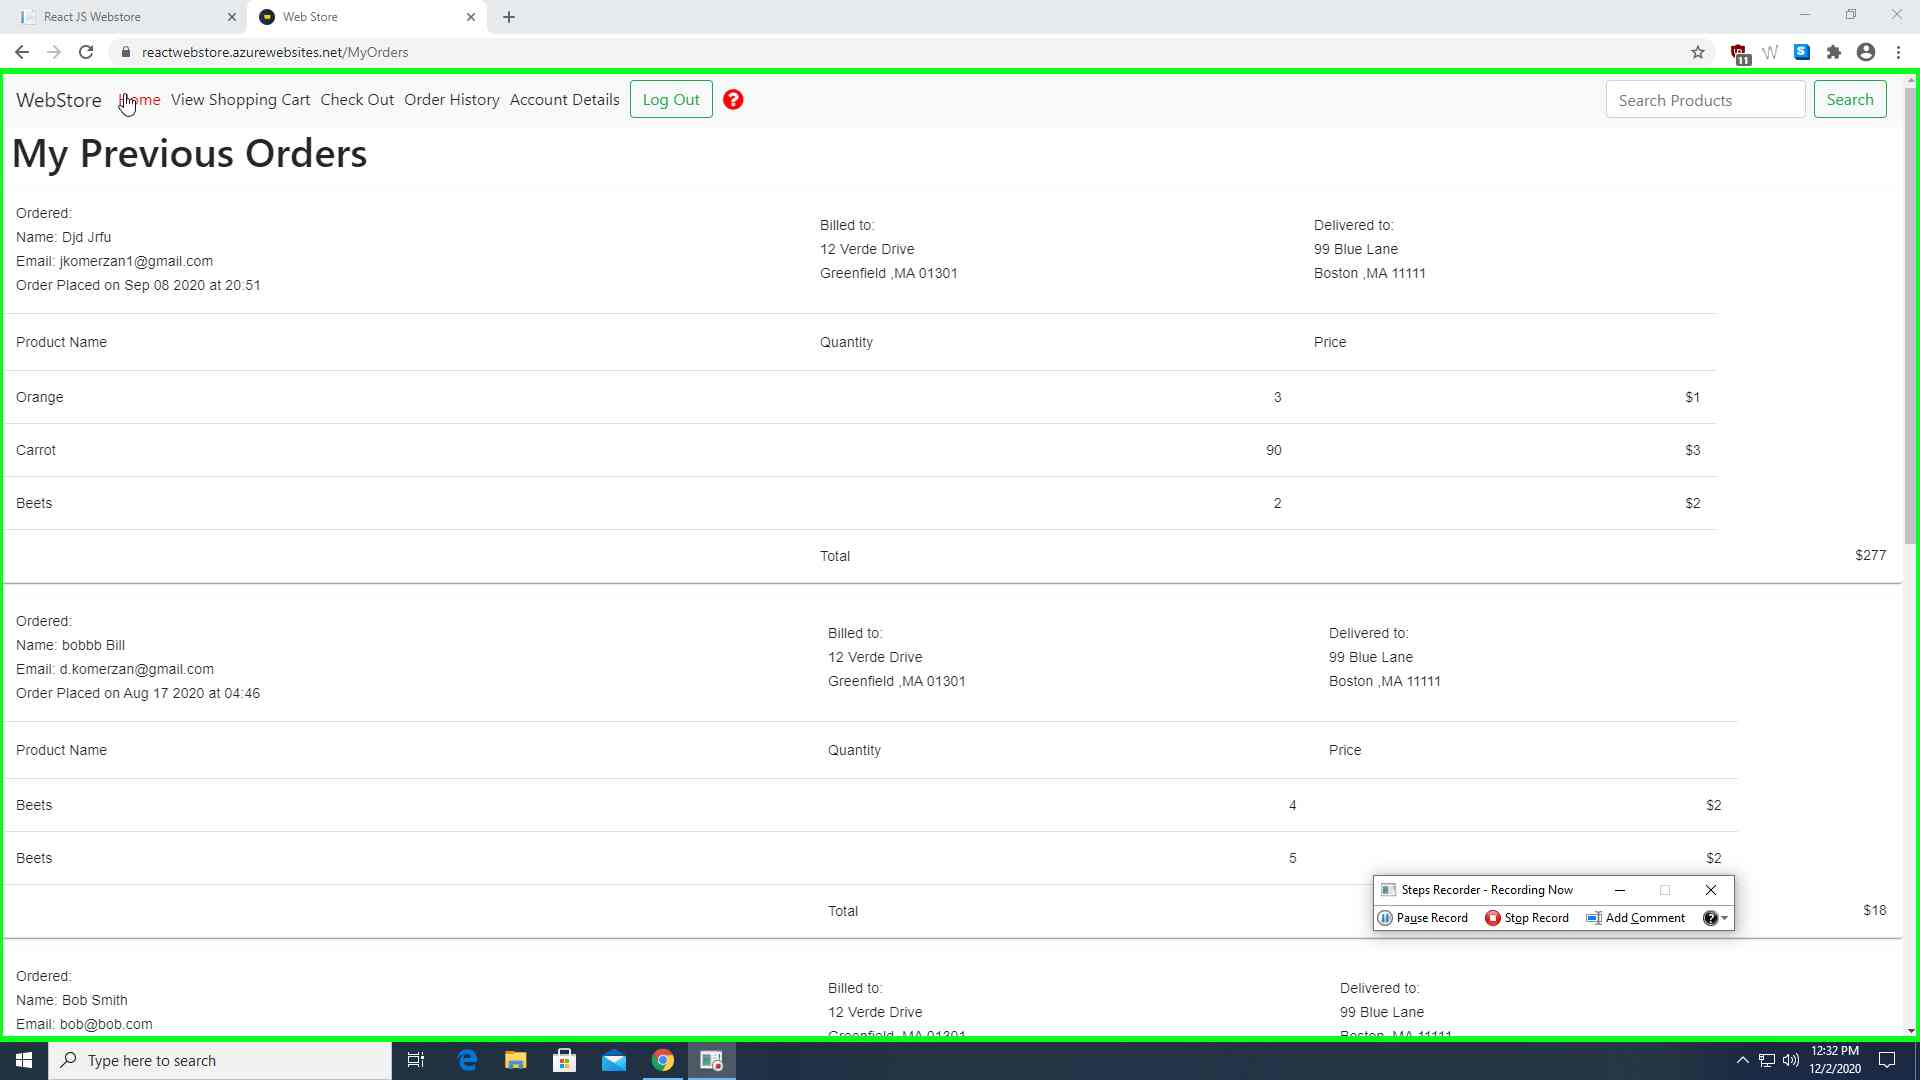 React JS Webstore
Web Store
reactwebstore.azurewebsites.net/MyOrders
11
WebStore Home View Shopping Cart Check Out Order History Account Details Log Out ? Search Products Search
My Previous Orders
Ordered:
Name: Djd Jrfu
Email: jkomerzan1@gmail.com
Order Placed on Sep 08 2020 at 20:51
Billed to:
12 Verde Drive
Greenfield ,MA 01301
Delivered to:
99 Blue Lane
Boston ,MA 11111
Product Name Quantity Price
Orange 3 $1
Carrot 90 $3
Beets 2 $2
Total $277
Ordered:
Name: bobbb Bill
Email: d.komerzan@gmail.com
Order Placed on Aug 17 2020 at 04:46
Billed to:
12 Verde Drive
Greenfield ,MA 01301
Delivered to:
99 Blue Lane
Boston ,MA 11111
Product Name Quantity Price
Beets 4 $2
Beets 5 $2
Total $18
Steps Recorder - Recording Now
Pause Record Stop Record Add Comment
Ordered:
Name: Bob Smith
Email: bob@bob.com
Billed to:
12 Verde Drive
Greenfield ,MA 01301
Delivered to:
99 Blue Lane
Boston ,MA 11111
Type here to search
12:32 PM
12/2/2020